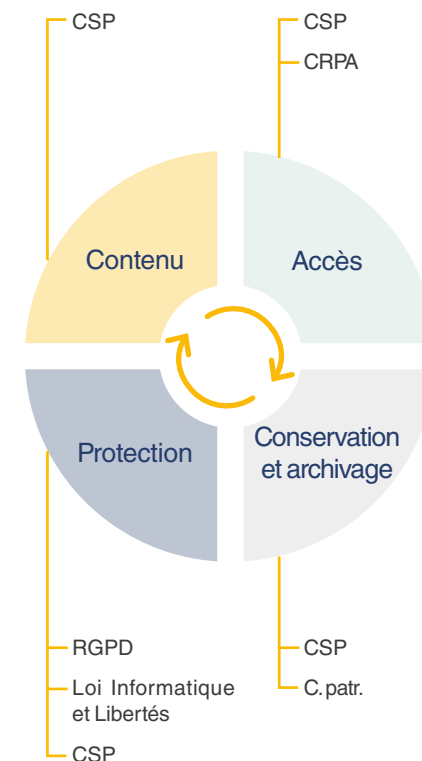 CSP
CSP
CRPA
Contenu
Accès
Protection
Conservation
et archivage
RGPD
Loi Informatique
et Libertés
CSP
CSP
C. patr.